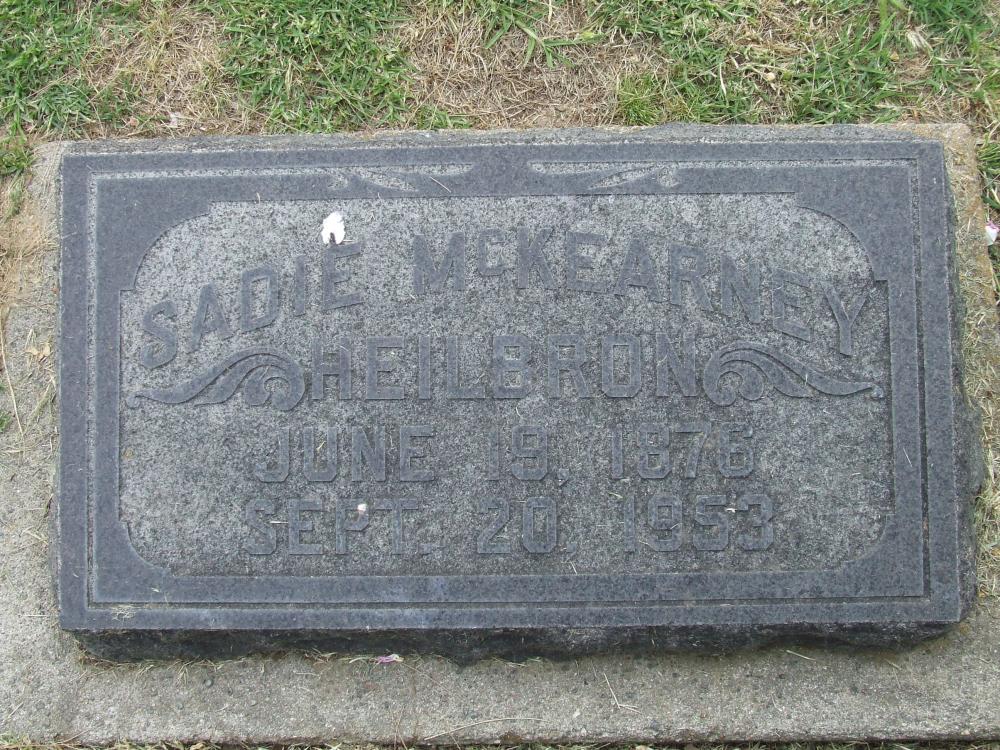 SADIE McKEARNEY
HEILBRON
JUNE 19, 1876
SEPT. 20, 1953